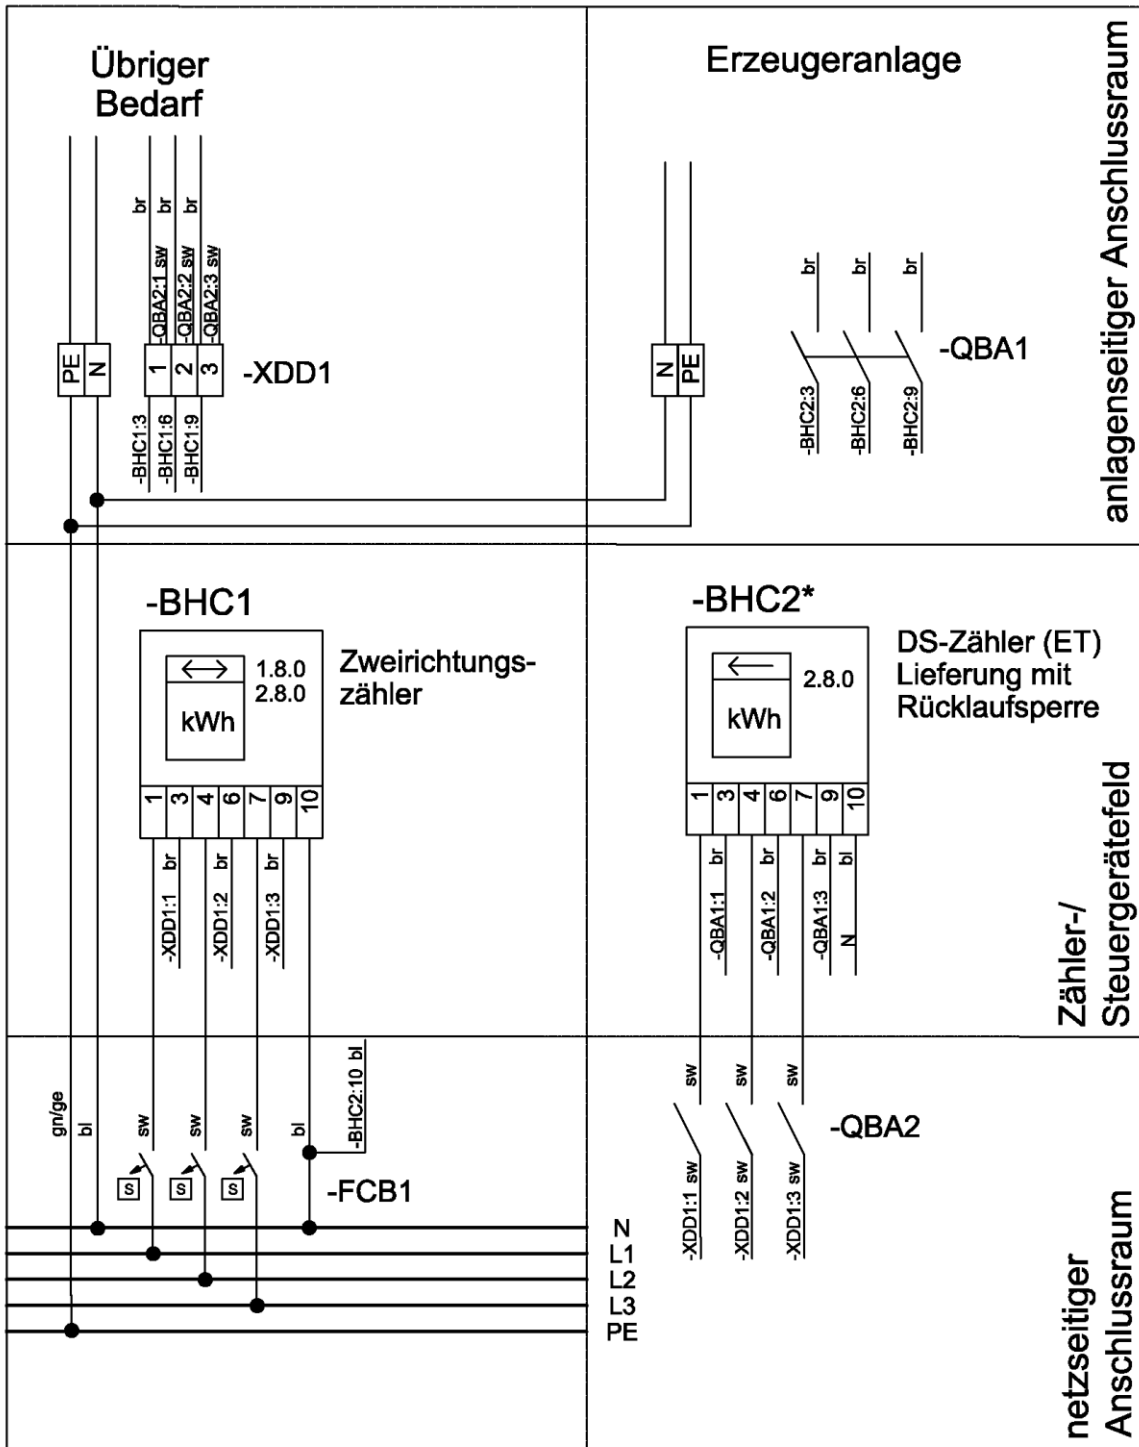 Übriger
Bedarf
Erzeugeranlage
anlagenseitiger Anschlussraum
br
br
br
-QBA2:1 sw
-QBA2:2 sw
-QBA2:3 sw
PE
N
1
2
3
-XDD1
-BHC1:3
-BHC1:6
-BHC1:9
N
PE
br
br
br
-QBA1
-BHC2:3
-BHC2:6
-BHC2:9
-BHC1
1.8.0
2.8.0
kWh
Zweirichtungs-
zähler
1
3
4
6
7
9
10
-XDD1:1 br
-XDD1:2 br
-XDD1:3 br
-BHC2*
2.8.0
kWh
DS-Zähler (ET)
Lieferung mit
Rücklaufsperre
1
3
4
6
7
9
10
-QBA1:1 br
-QBA1:2 br
-QBA1:3 br
N bl
Zähler-/
Steuergerätefeld
gn/ge
bl
sw
sw
sw
bl
-BHC2:10 bl
S
S
S
-FCB1
N
L1
L2
L3
PE
sw
sw
sw
-QBA2
-XDD1:1 sw
-XDD1:2 sw
-XDD1:3 sw
netzseitiger
Anschlussraum